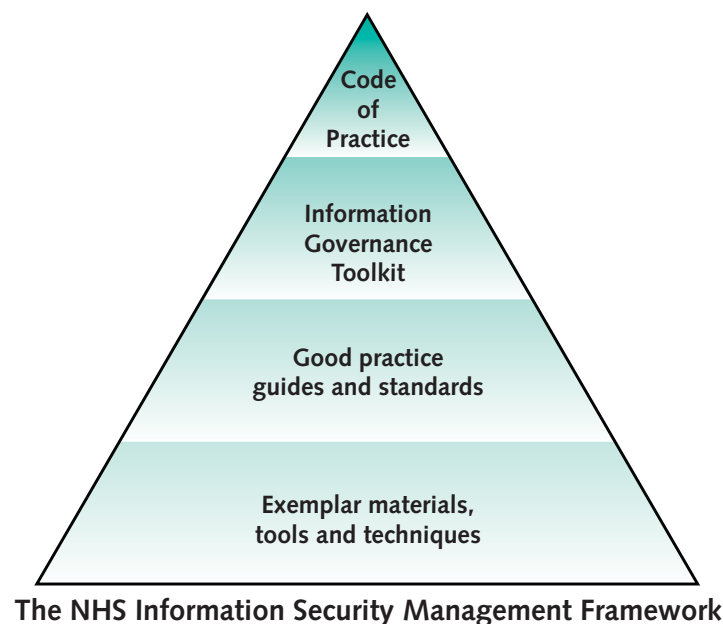 Code
of
Practice
Information
Governance
Toolkit
Good practice
guides and standards
Exemplar materials,
tools and techniques
The NHS Information Security Management Framework